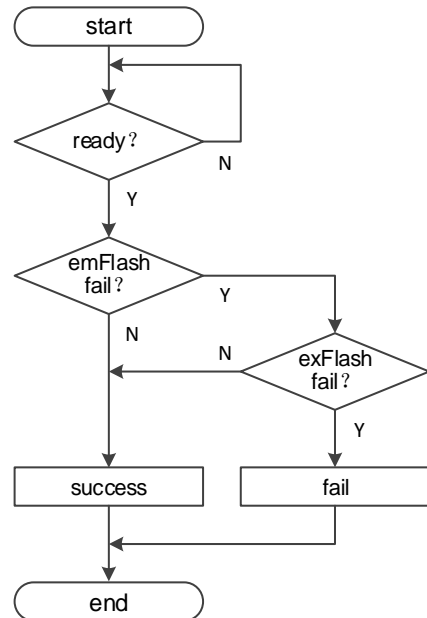 start
ready？
N
Y
emFlash
fail？
Y
N
N
exFlash
fail？
Y
success
fail
end